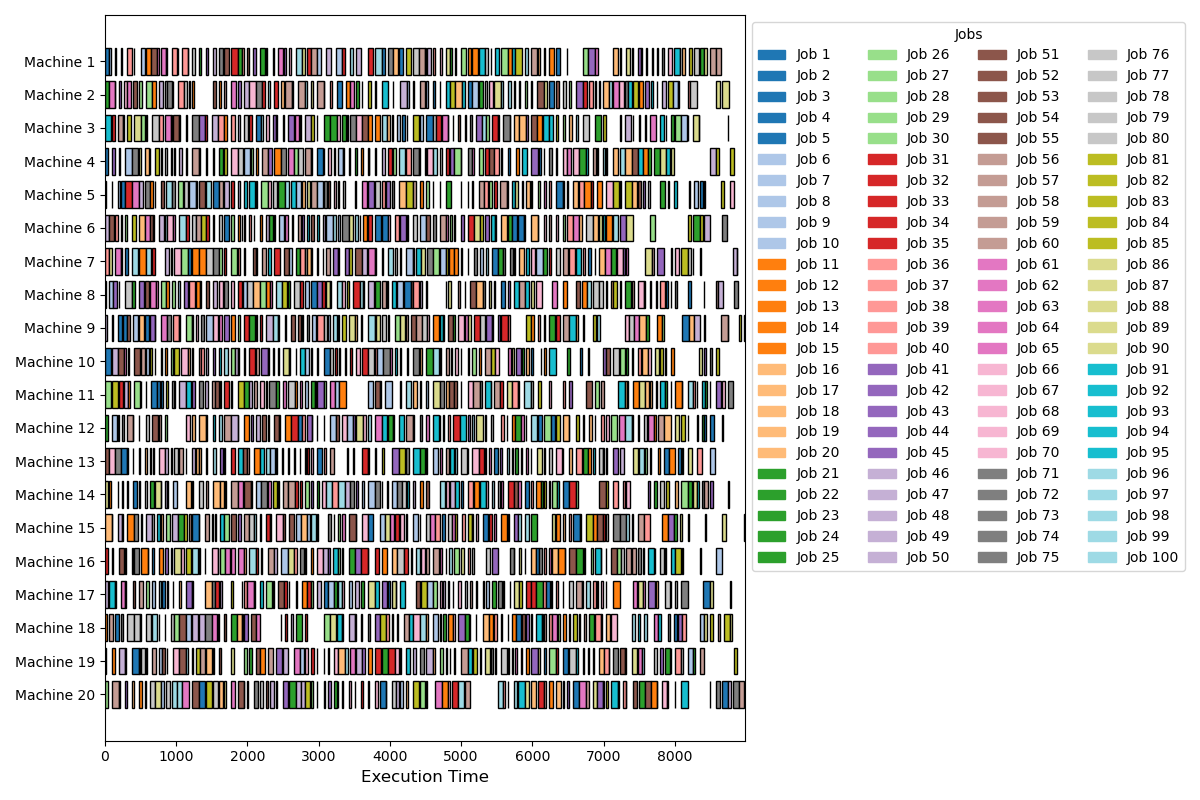 Machine 1
Machine 2
Machine 3
Machine 4
Machine 5
Machine 6
Machine 7
Machine 8
Machine 9
Machine 10
Machine 11
Machine 12
Machine 13
Machine 14
Machine 15
Machine 16
Machine 17
Machine 18
Machine 19
Machine 20
0 1000 2000 3000 4000 5000 6000 7000 8000
Execution Time
Jobs
Job 1 Job 26 Job 51 Job 76
Job 2 Job 27 Job 52 Job 77
Job 3 Job 28 Job 53 Job 78
Job 4 Job 29 Job 54 Job 79
Job 5 Job 30 Job 55 Job 80
Job 6 Job 31 Job 56 Job 81
Job 7 Job 32 Job 57 Job 82
Job 8 Job 33 Job 58 Job 83
Job 9 Job 34 Job 59 Job 84
Job 10 Job 35 Job 60 Job 85
Job 11 Job 36 Job 61 Job 86
Job 12 Job 37 Job 62 Job 87
Job 13 Job 38 Job 63 Job 88
Job 14 Job 39 Job 64 Job 89
Job 15 Job 40 Job 65 Job 90
Job 16 Job 41 Job 66 Job 91
Job 17 Job 42 Job 67 Job 92
Job 18 Job 43 Job 68 Job 93
Job 19 Job 44 Job 69 Job 94
Job 20 Job 45 Job 70 Job 95
Job 21 Job 46 Job 71 Job 96
Job 22 Job 47 Job 72 Job 97
Job 23 Job 48 Job 73 Job 98
Job 24 Job 49 Job 74 Job 99
Job 25 Job 50 Job 75 Job 100